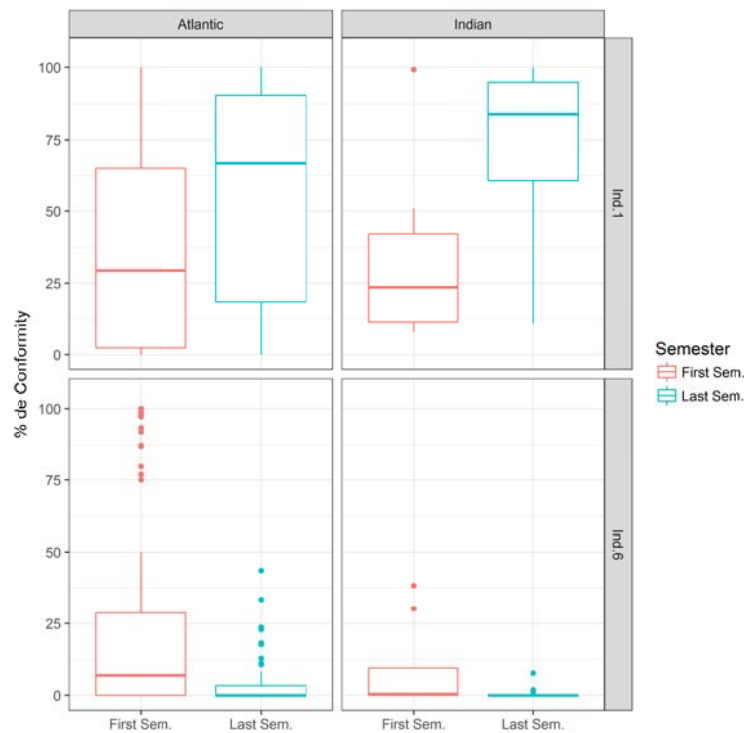 Atlantic
Indian
100
75
50
25
0
Ind.1
100
75
50
25
0
Ind.6
% de Conformity
First Sem.
Last Sem.
First Sem.
Last Sem.
Semester
First Sem.
Last Sem.